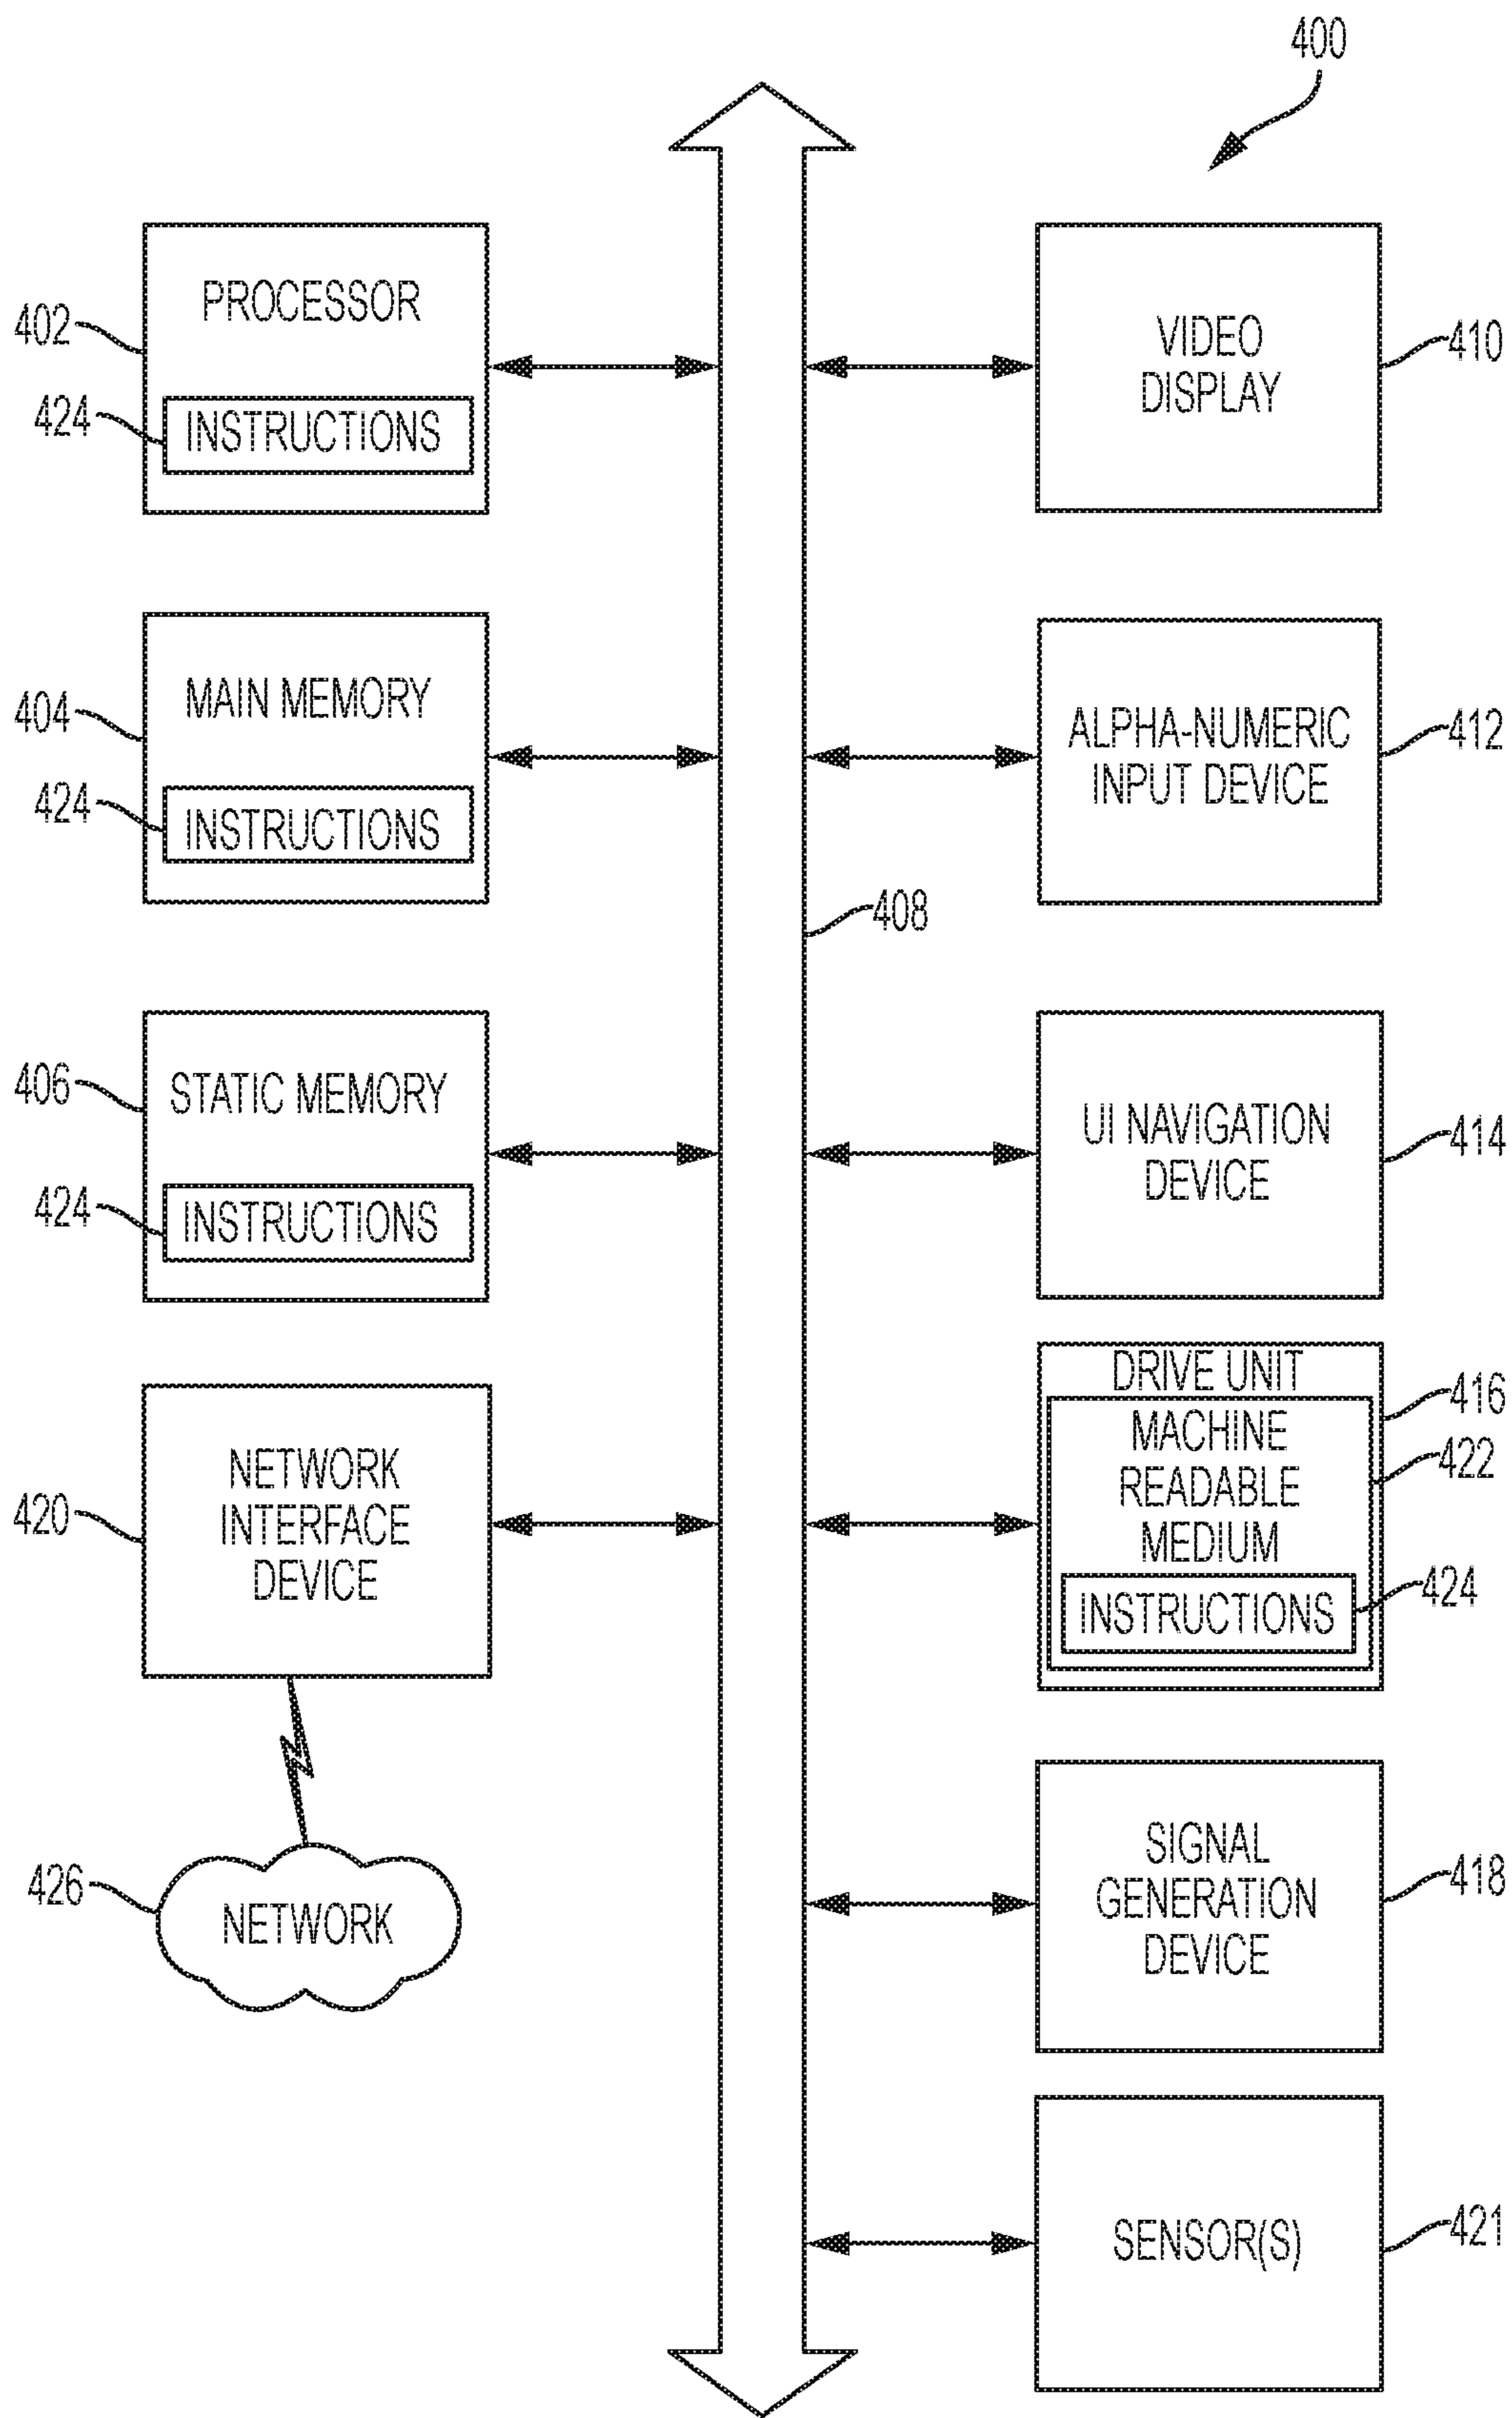 400
402
PROCESSOR
424
INSTRUCTIONS
404
MAIN MEMORY
424
INSTRUCTIONS
406
STATIC MEMORY
424
INSTRUCTIONS
420
NETWORK
INTERFACE
DEVICE
426
NETWORK
408
VIDEO
DISPLAY
410
ALPHA-NUMERIC
INPUT DEVICE
412
UI NAVIGATION
DEVICE
414
DRIVE UNIT
416
MACHINE
READABLE
MEDIUM
422
INSTRUCTIONS
424
SIGNAL
GENERATION
DEVICE
418
SENSOR(S)
421